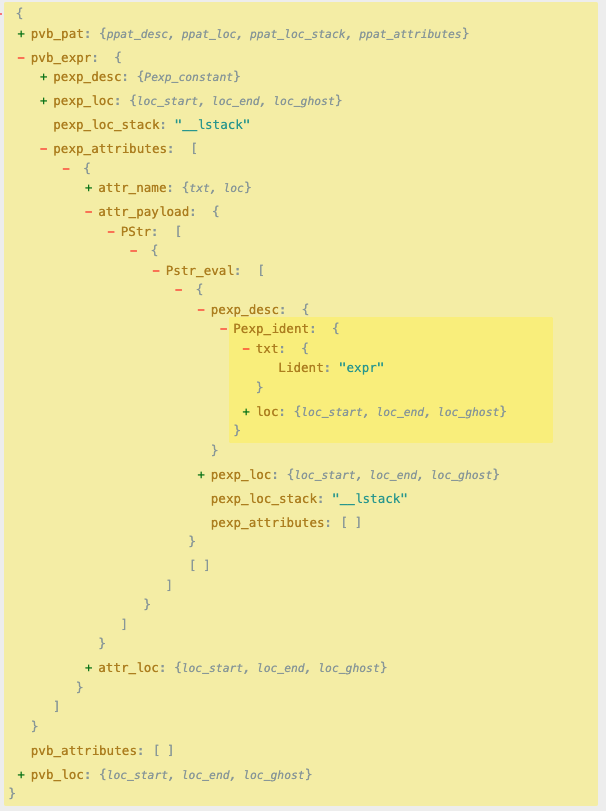 - {
+ pvb_pat: {ppat_desc, ppat_loc, ppat_loc_stack, ppat_attributes}
- pvb_expr: {
+ pexp_desc: {Pexp_constant}
+ pexp_loc: {loc_start, loc_end, loc_ghost}
pexp_loc_stack: "__lstack"
- pexp_attributes: [
- {
+ attr_name: {txt, loc}
- attr_payload: {
- PStr: [
- {
- Pstr_eval: [
- {
- pexp_desc: {
- Pexp_ident: {
- txt: {
Lident: "expr"
}
+ loc: {loc_start, loc_end, loc_ghost}
}
}
+ pexp_loc: {loc_start, loc_end, loc_ghost}
pexp_loc_stack: "__lstack"
pexp_attributes: [ ]
}
[ ]
]
}
]
}
+ attr_loc: {loc_start, loc_end, loc_ghost}
}
]
}
pvb_attributes: [ ]
+ pvb_loc: {loc_start, loc_end, loc_ghost}
}